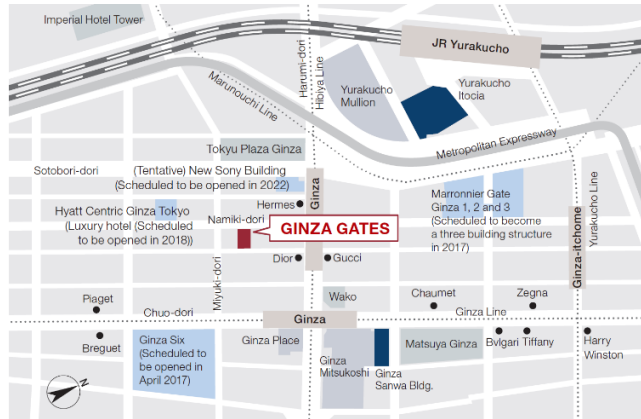 Imperial Hotel Tower
JR Yurakucho
Harumi-dori
Hibiya Line
Marunouchi Line
Yurakucho
Mullion
Yurakucho
Itocia
Metropolitan Expressway
Tokyu Plaza Ginza
Sotobori-dori
(Tentative) New Sony Building
(Scheduled to be opened in 2022)
Hermes
Ginza
Hyatt Centric Ginza Tokyo
(Luxury hotel (Scheduled
to be opened in 2018))
Namiki-dori
GINZA GATES
Marronnier Gate
Ginza 1, 2 and 3
(Scheduled to become
a three building structure
in 2017)
Ginza-itchome
Yurakucho Line
Miyuki-dori
Dior
Gucci
Piaget
Chuo-dori
Wako
Ginza
Chaumet
Zegna
Ginza Line
Breguet
Ginza Six
(Scheduled to
be opened in
April 2017)
Ginza Place
Ginza
Mitsukoshi
Ginza
Sanwa Bldg.
Matsuya Ginza
Bvlgari
Tiffany
Harry
Winston
N